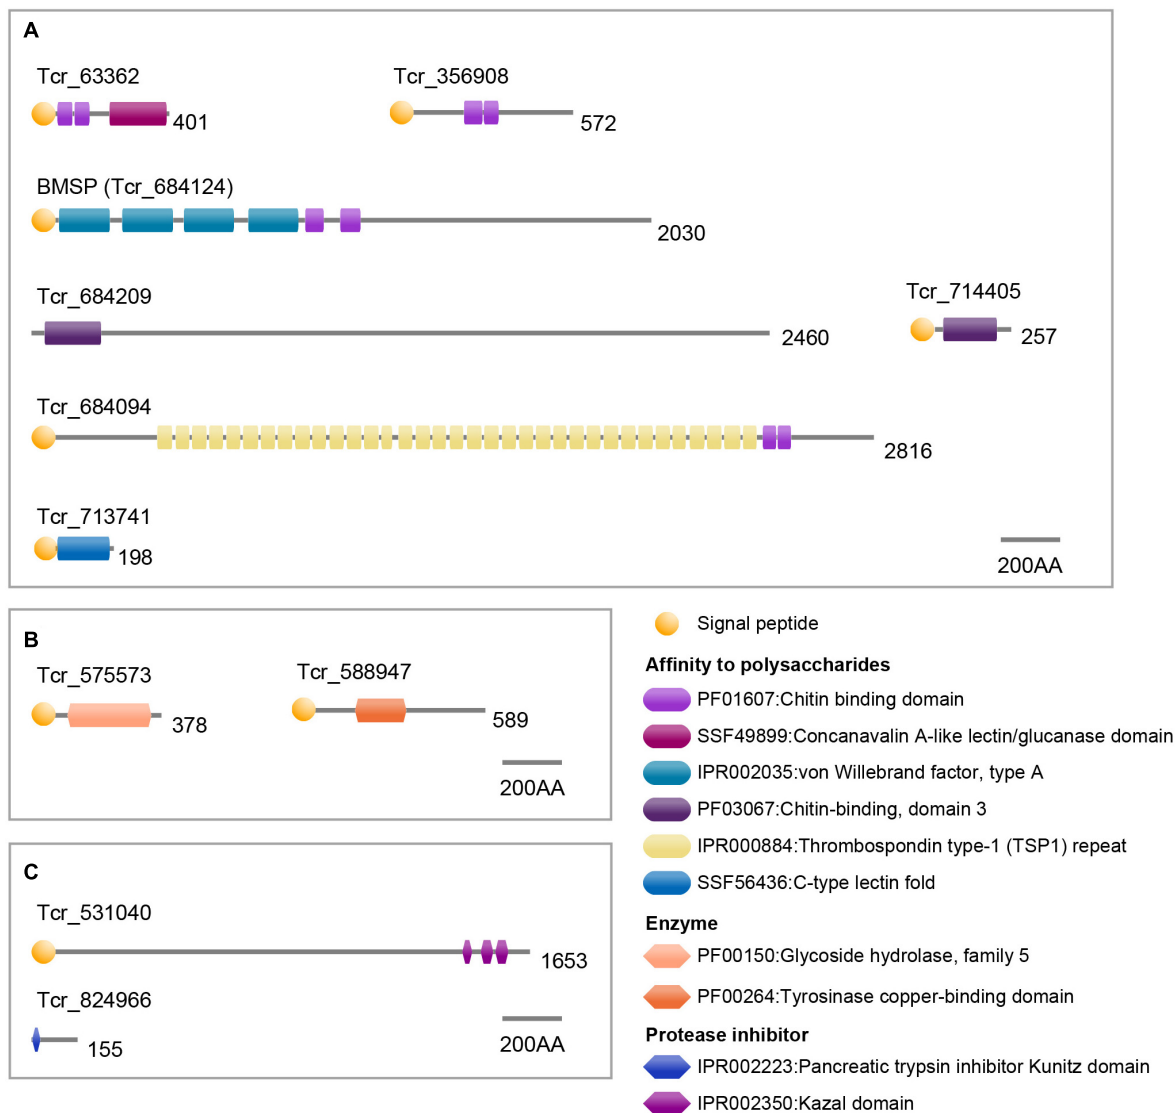 A
Tcr_63362
401
Tcr_356908
572
BMSP (Tcr_684124)
2030
Tcr_684209
2460
Tcr_714405
257
Tcr_684094
2816
Tcr_713741
198
200AA
B
Tcr_575573
378
Tcr_588947
589
200AA
C
Tcr_531040
1653
Tcr_824966
155
200AA
Signal peptide
Affinity to polysaccharides
PF01607:Chitin binding domain
SSF49899:Concanavalin A-like lectin/glucanase domain
IPR002035:von Willebrand factor, type A
PF03067:Chitin-binding, domain 3
IPR000884:Thrombospondin type-1 (TSP1) repeat
SSF56436:C-type lectin fold
Enzyme
PF00150:Glycoside hydrolase, family 5
PF00264:Tyrosinase copper-binding domain
Protease inhibitor
IPR002223:Pancreatic trypsin inhibitor Kunitz domain
IPR002350:Kazal domain